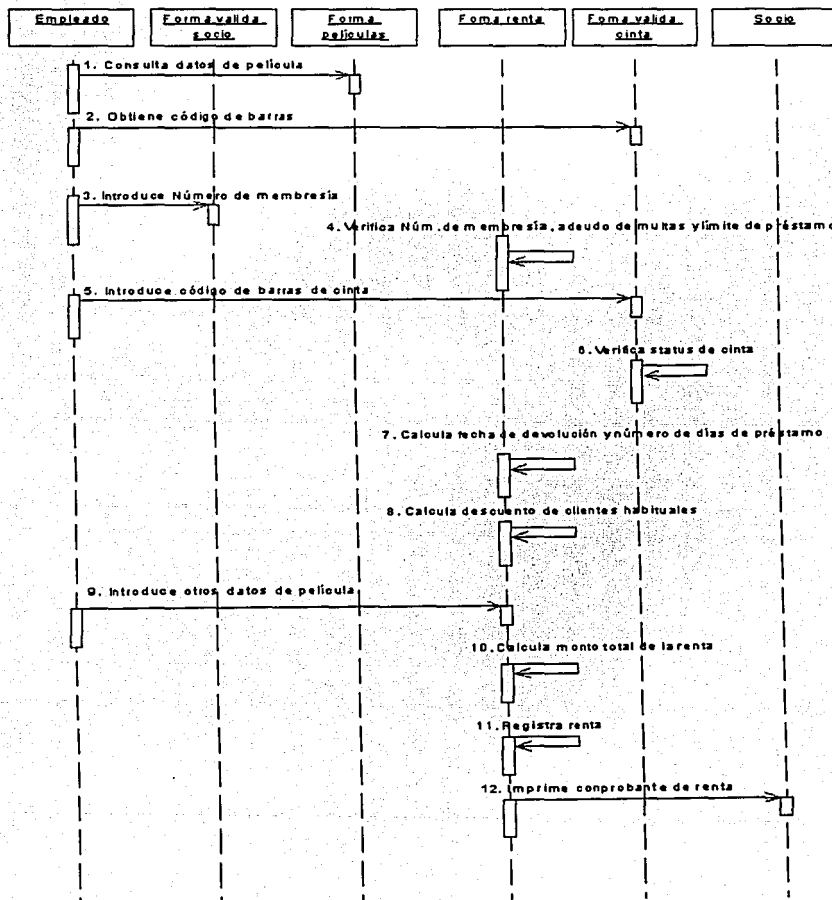 Empleado
Forma valida
socio
Forma
películas
Foma renta
Foma valida
cinta
Socio
1. Consulta datos de película
2. Obtiene código de barras
3. Introduce Número de membresía
4. Verifica Núm. de membresía, adeudo de multas y límite de préstamo
5. Introduce código de barras de cinta
6. Verifica status de cinta
7. Calcula fecha de devolución y número de días de préstamo
8. Calcula descuento de clientes habituales
9. Introduce otros datos de película
10. Calcula monto total de la renta
11. Registra renta
12. Imprime conprobante de renta